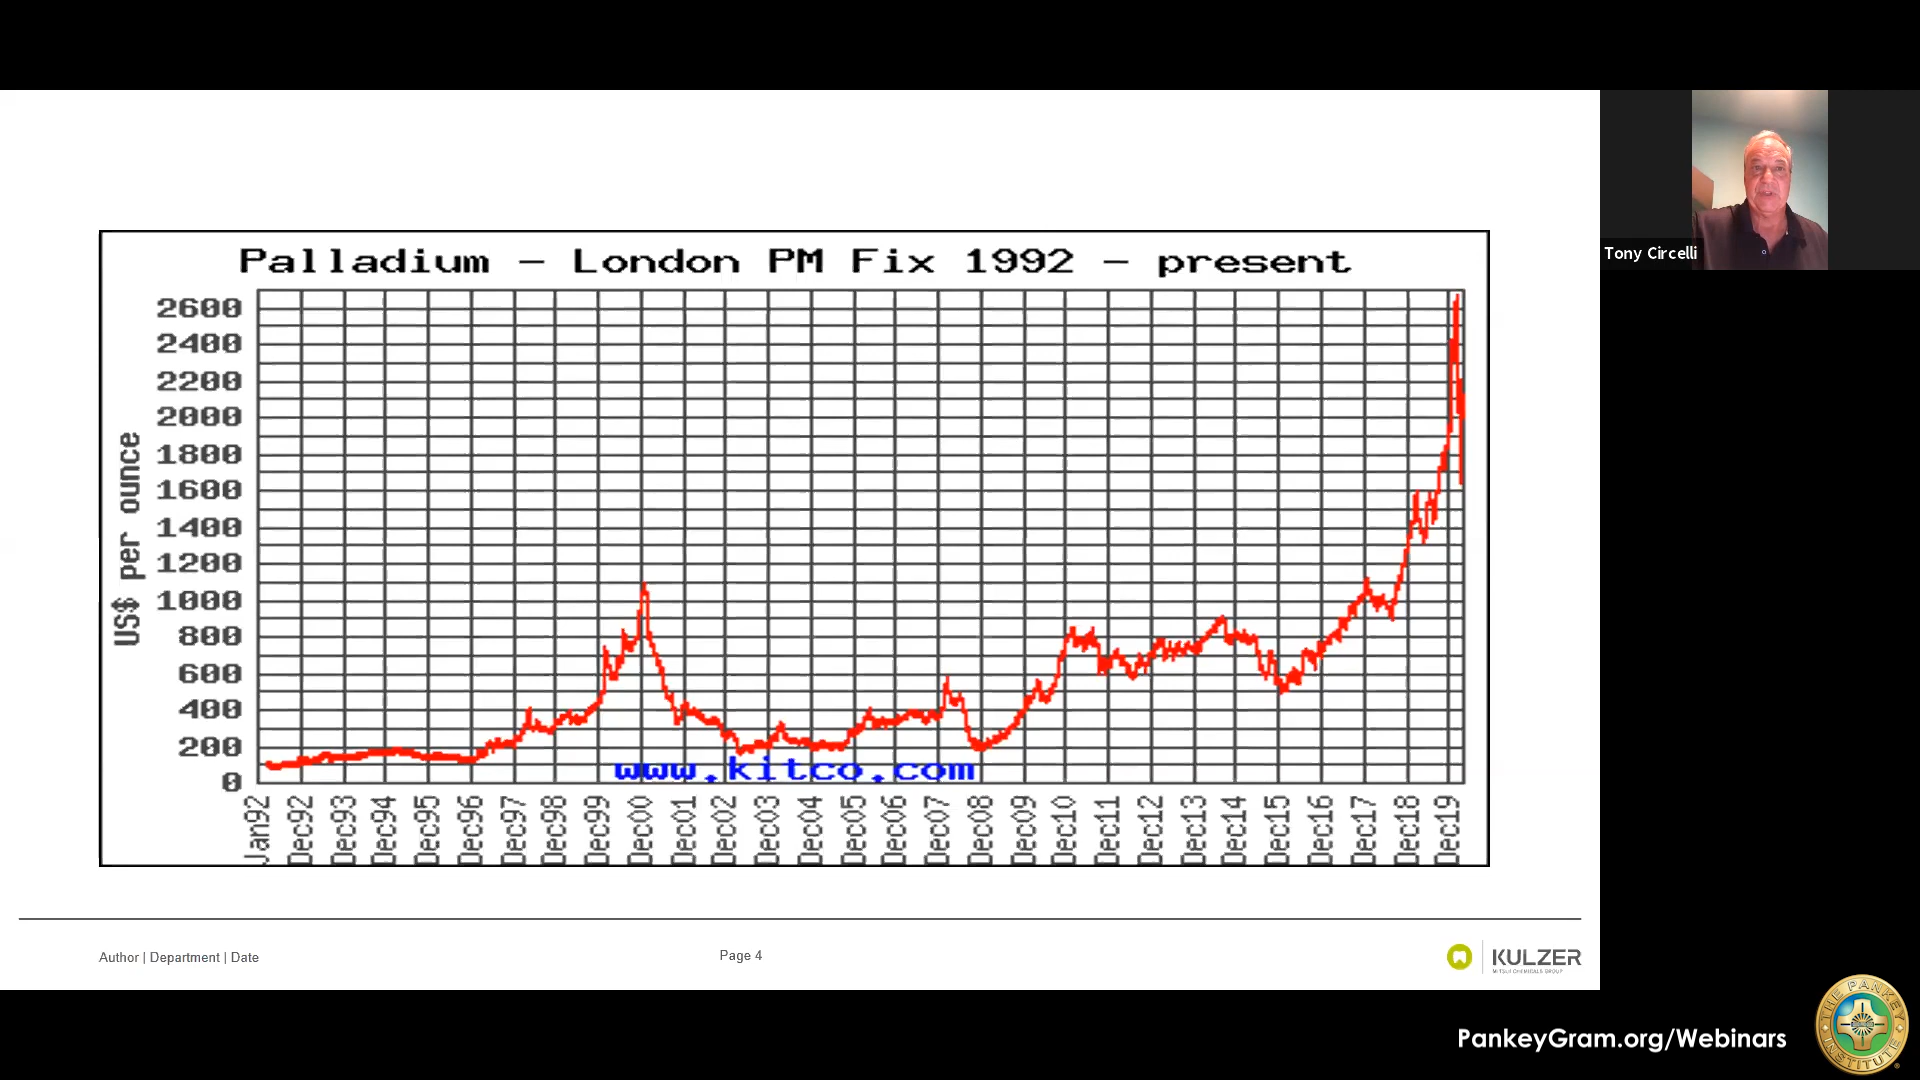 Palladium - London PM Fix 1992 - present
US$ per ounce
2600
2400
2200
2000
1800
1600
1400
1200
1000
800
600
400
200
0
www.kitco.com
Jan92
Dec92
Dec93
Dec94
Dec95
Dec96
Dec97
Dec98
Dec99
Dec00
Dec01
Dec02
Dec03
Dec04
Dec05
Dec06
Dec07
Dec08
Dec09
Dec10
Dec11
Dec12
Dec13
Dec14
Dec15
Dec16
Dec17
Dec18
Dec19
Tony Circelli
Author | Department | Date
Page 4
KULZER
MITSUI CHEMICALS GROUP
PankeyGram.org/Webinars
THE PANKEY INSTITUTE